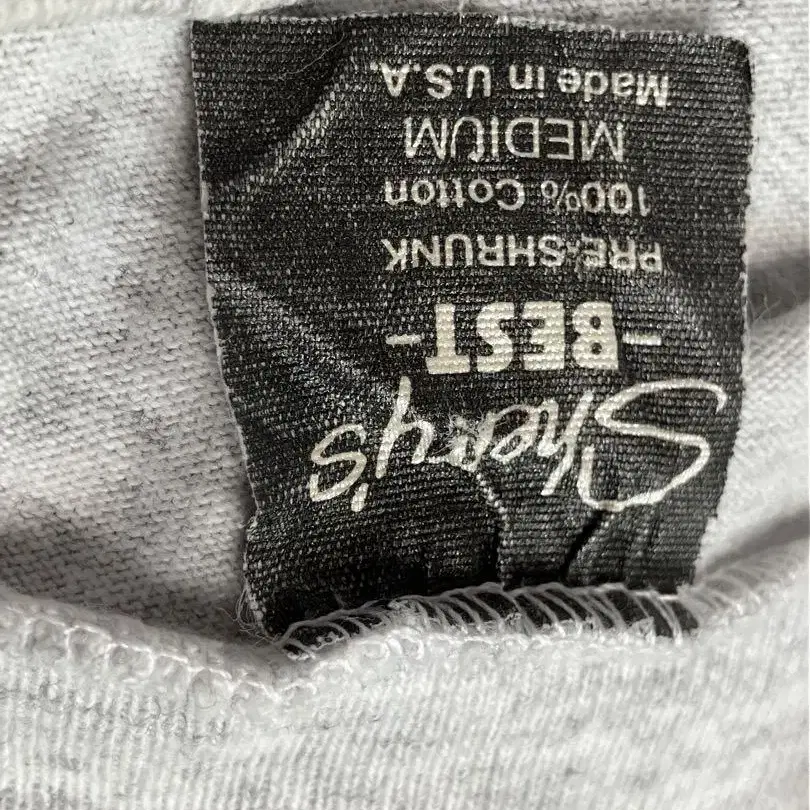 Sherry's
-BEST-
PRE-SHRUNK
100% Cotton
MEDIUM
Made in U.S.A.